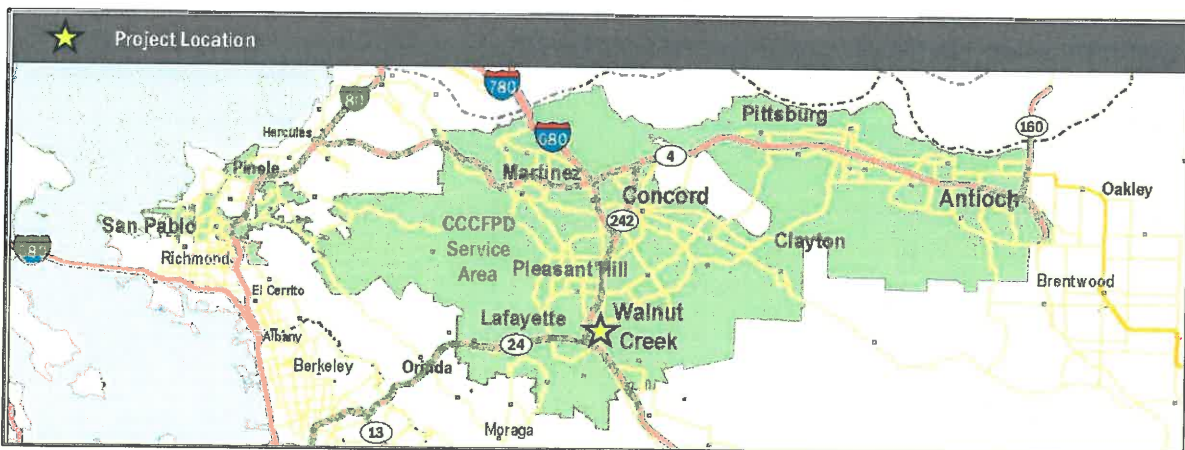 Project Location
780
80
Hercules
680
Pittsburg
160
4
Pinole
Martinez
Concord
Antioch
Oakley
San Pablo
CCCFPD
Service
Area
242
Clayton
Richmond
Pleasant Hill
Brentwood
El Cerrito
Lafayette
Walnut
Creek
Albany
24
Berkeley
Orinda
13
Moraga